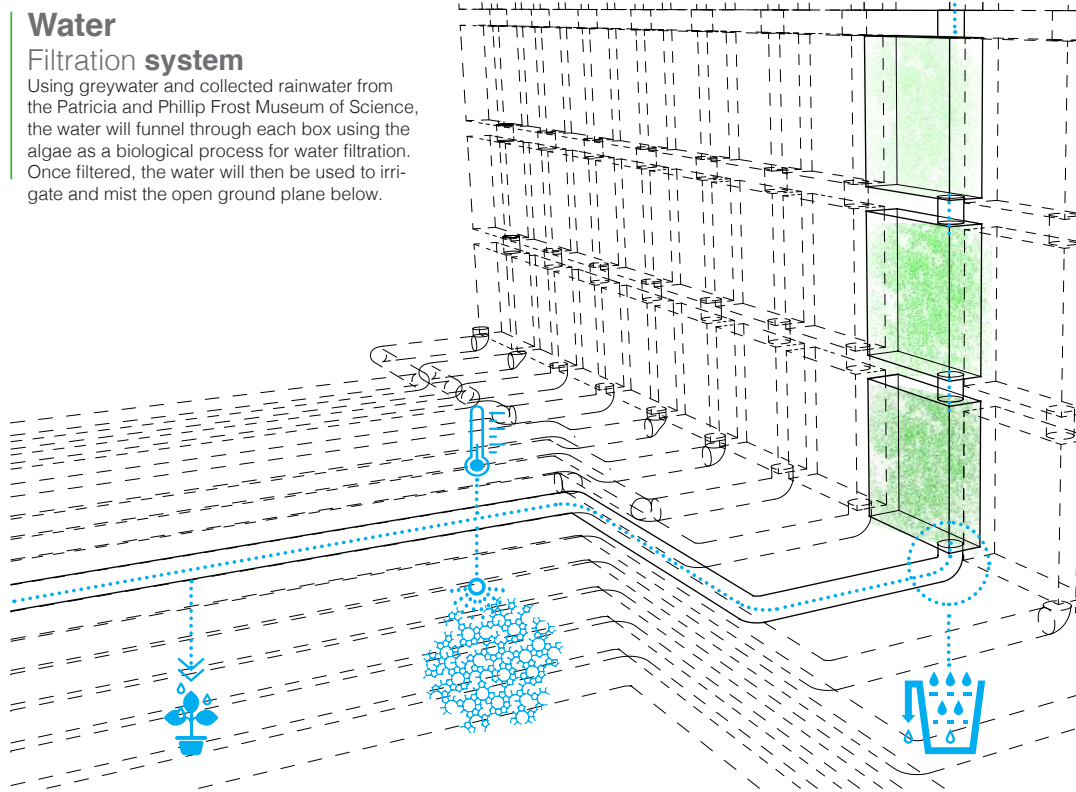 Water
Filtration system
Using greywater and collected rainwater from
the Patricia and Phillip Frost Museum of Science,
the water will funnel through each box using the
algae as a biological process for water filtration.
Once filtered, the water will then be used to irri-
gate and mist the open ground plane below.